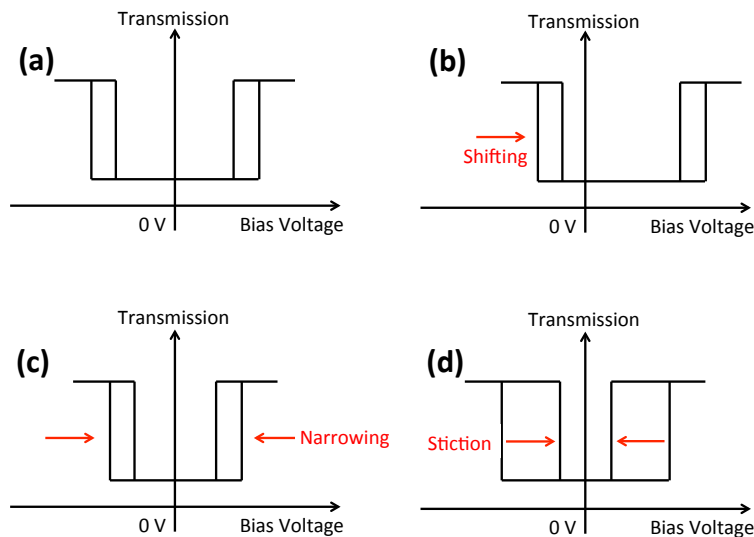 Transmission
(a)
0 V
Bias Voltage
Transmission
(b)
Shifting
0 V
Bias Voltage
Transmission
(c)
Narrowing
0 V
Bias Voltage
Transmission
(d)
Stiction
0 V
Bias Voltage